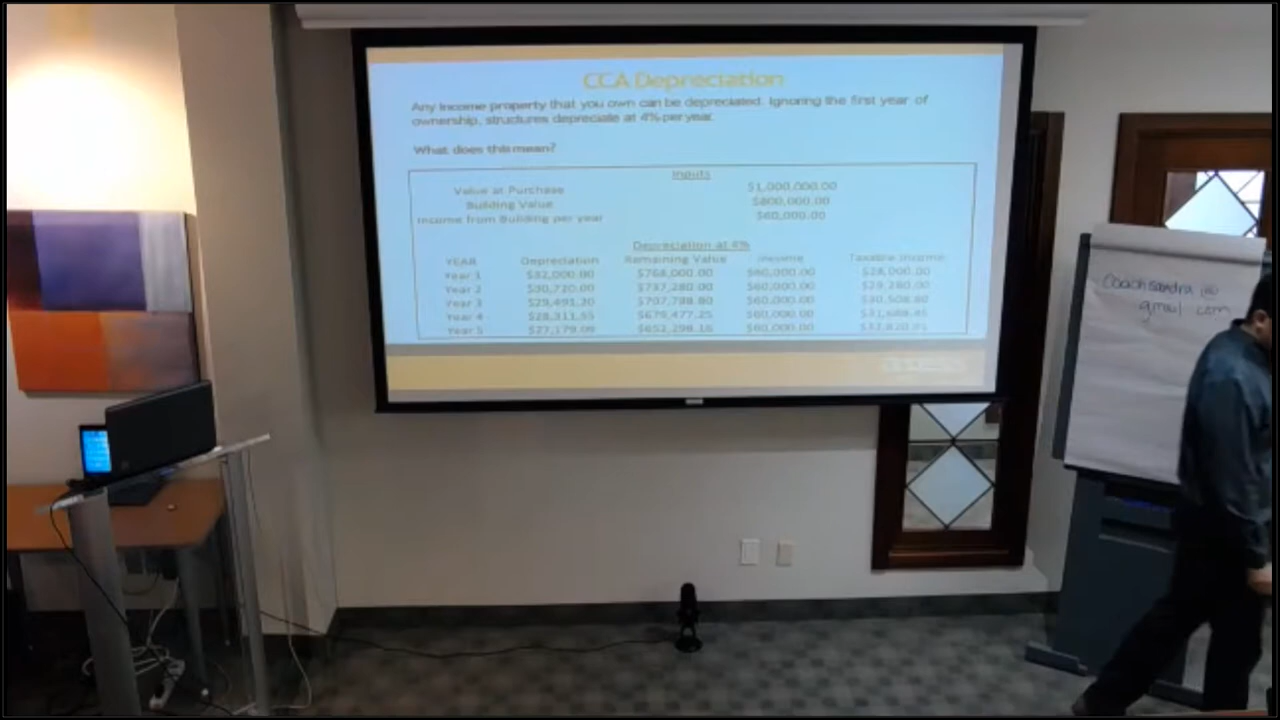 CCA Depreciation
Any income property that you own can be depreciated. Ignoring the first year of
ownership, structures depreciate at 4% per year.
What does this mean?
Inputs
Value at Purchase $1,000,000.00
Building Value $800,000.00
Income from Building per year $60,000.00
Depreciation at 4%
YEAR Depreciation Remaining Value Income Taxable Income
Year 1 $32,000.00 $768,000.00 $60,000.00 $28,000.00
Year 2 $30,720.00 $737,280.00 $60,000.00 $29,280.00
Year 3 $29,491.20 $707,788.80 $60,000.00 $30,508.80
Year 4 $28,311.55 $679,477.25 $60,000.00 $31,688.45
Year 5 $27,179.09 $652,298.16 $60,000.00
Coach sandra @
gmail com